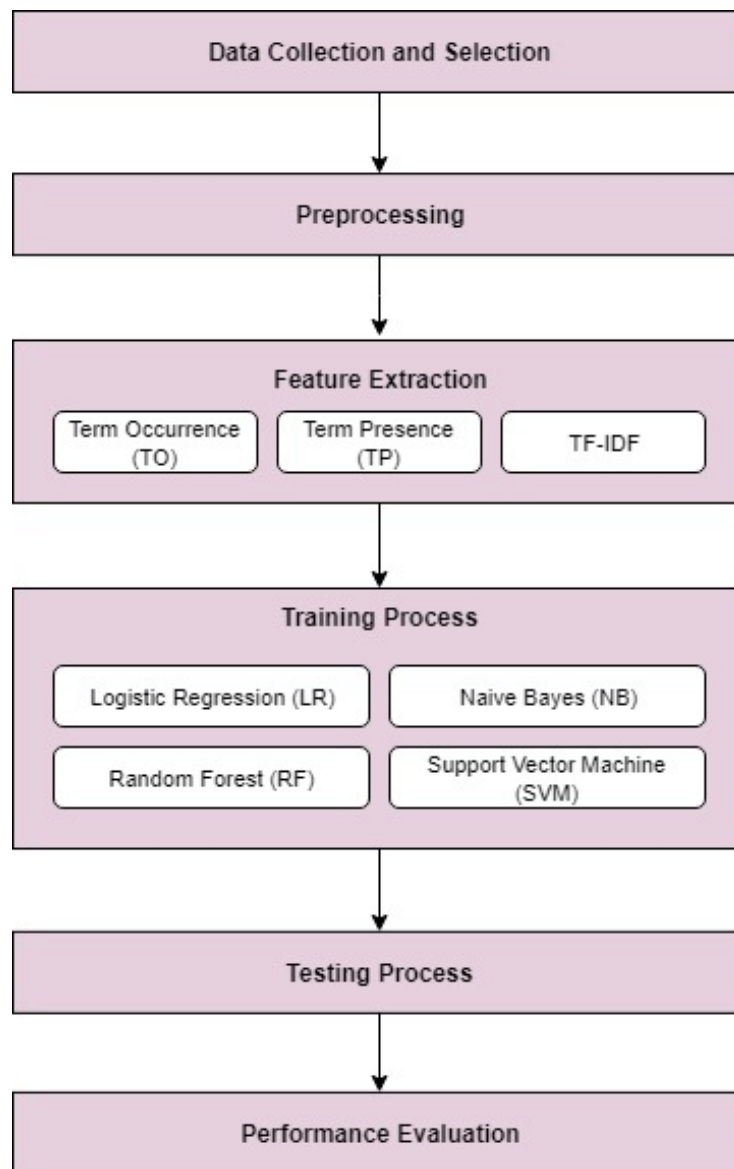 Data Collection and Selection
Preprocessing
Feature Extraction
Term Occurrence
(TO)
Term Presence
(TP)
TF-IDF
Training Process
Logistic Regression (LR)
Naive Bayes (NB)
Random Forest (RF)
Support Vector Machine
(SVM)
Testing Process
Performance Evaluation